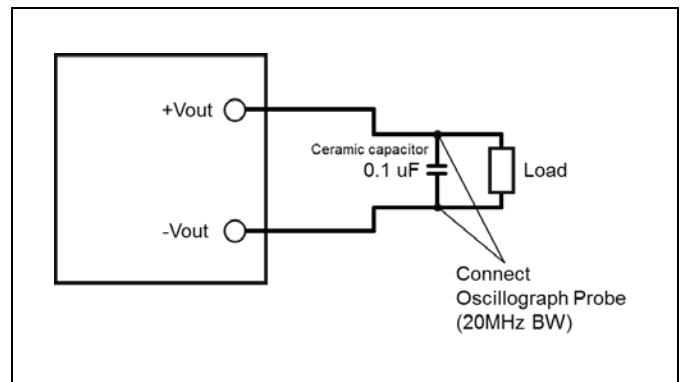 +Vout
Ceramic capacitor
0.1 uF
Load
-Vout
Connect
Oscillograph Probe
(20MHz BW)